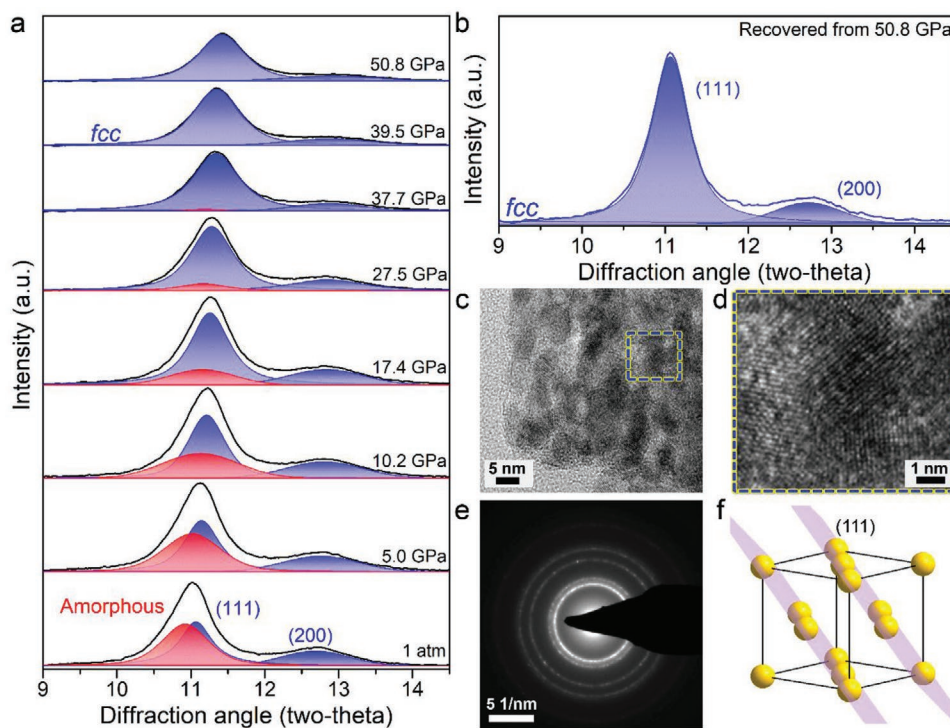 a
50.8 GPa
fcc
39.5 GPa
37.7 GPa
27.5 GPa
17.4 GPa
10.2 GPa
5.0 GPa
Amorphous
(111)
(200)
1 atm
Intensity (a.u.)
9 10 11 12 13 14
Diffraction angle (two-theta)
b
Recovered from 50.8 GPa
(111)
(200)
fcc
Intensity (a.u.)
9 10 11 12 13 14
Diffraction angle (two-theta)
c
5 nm
d
1 nm
e
5 1/nm
f
(111)